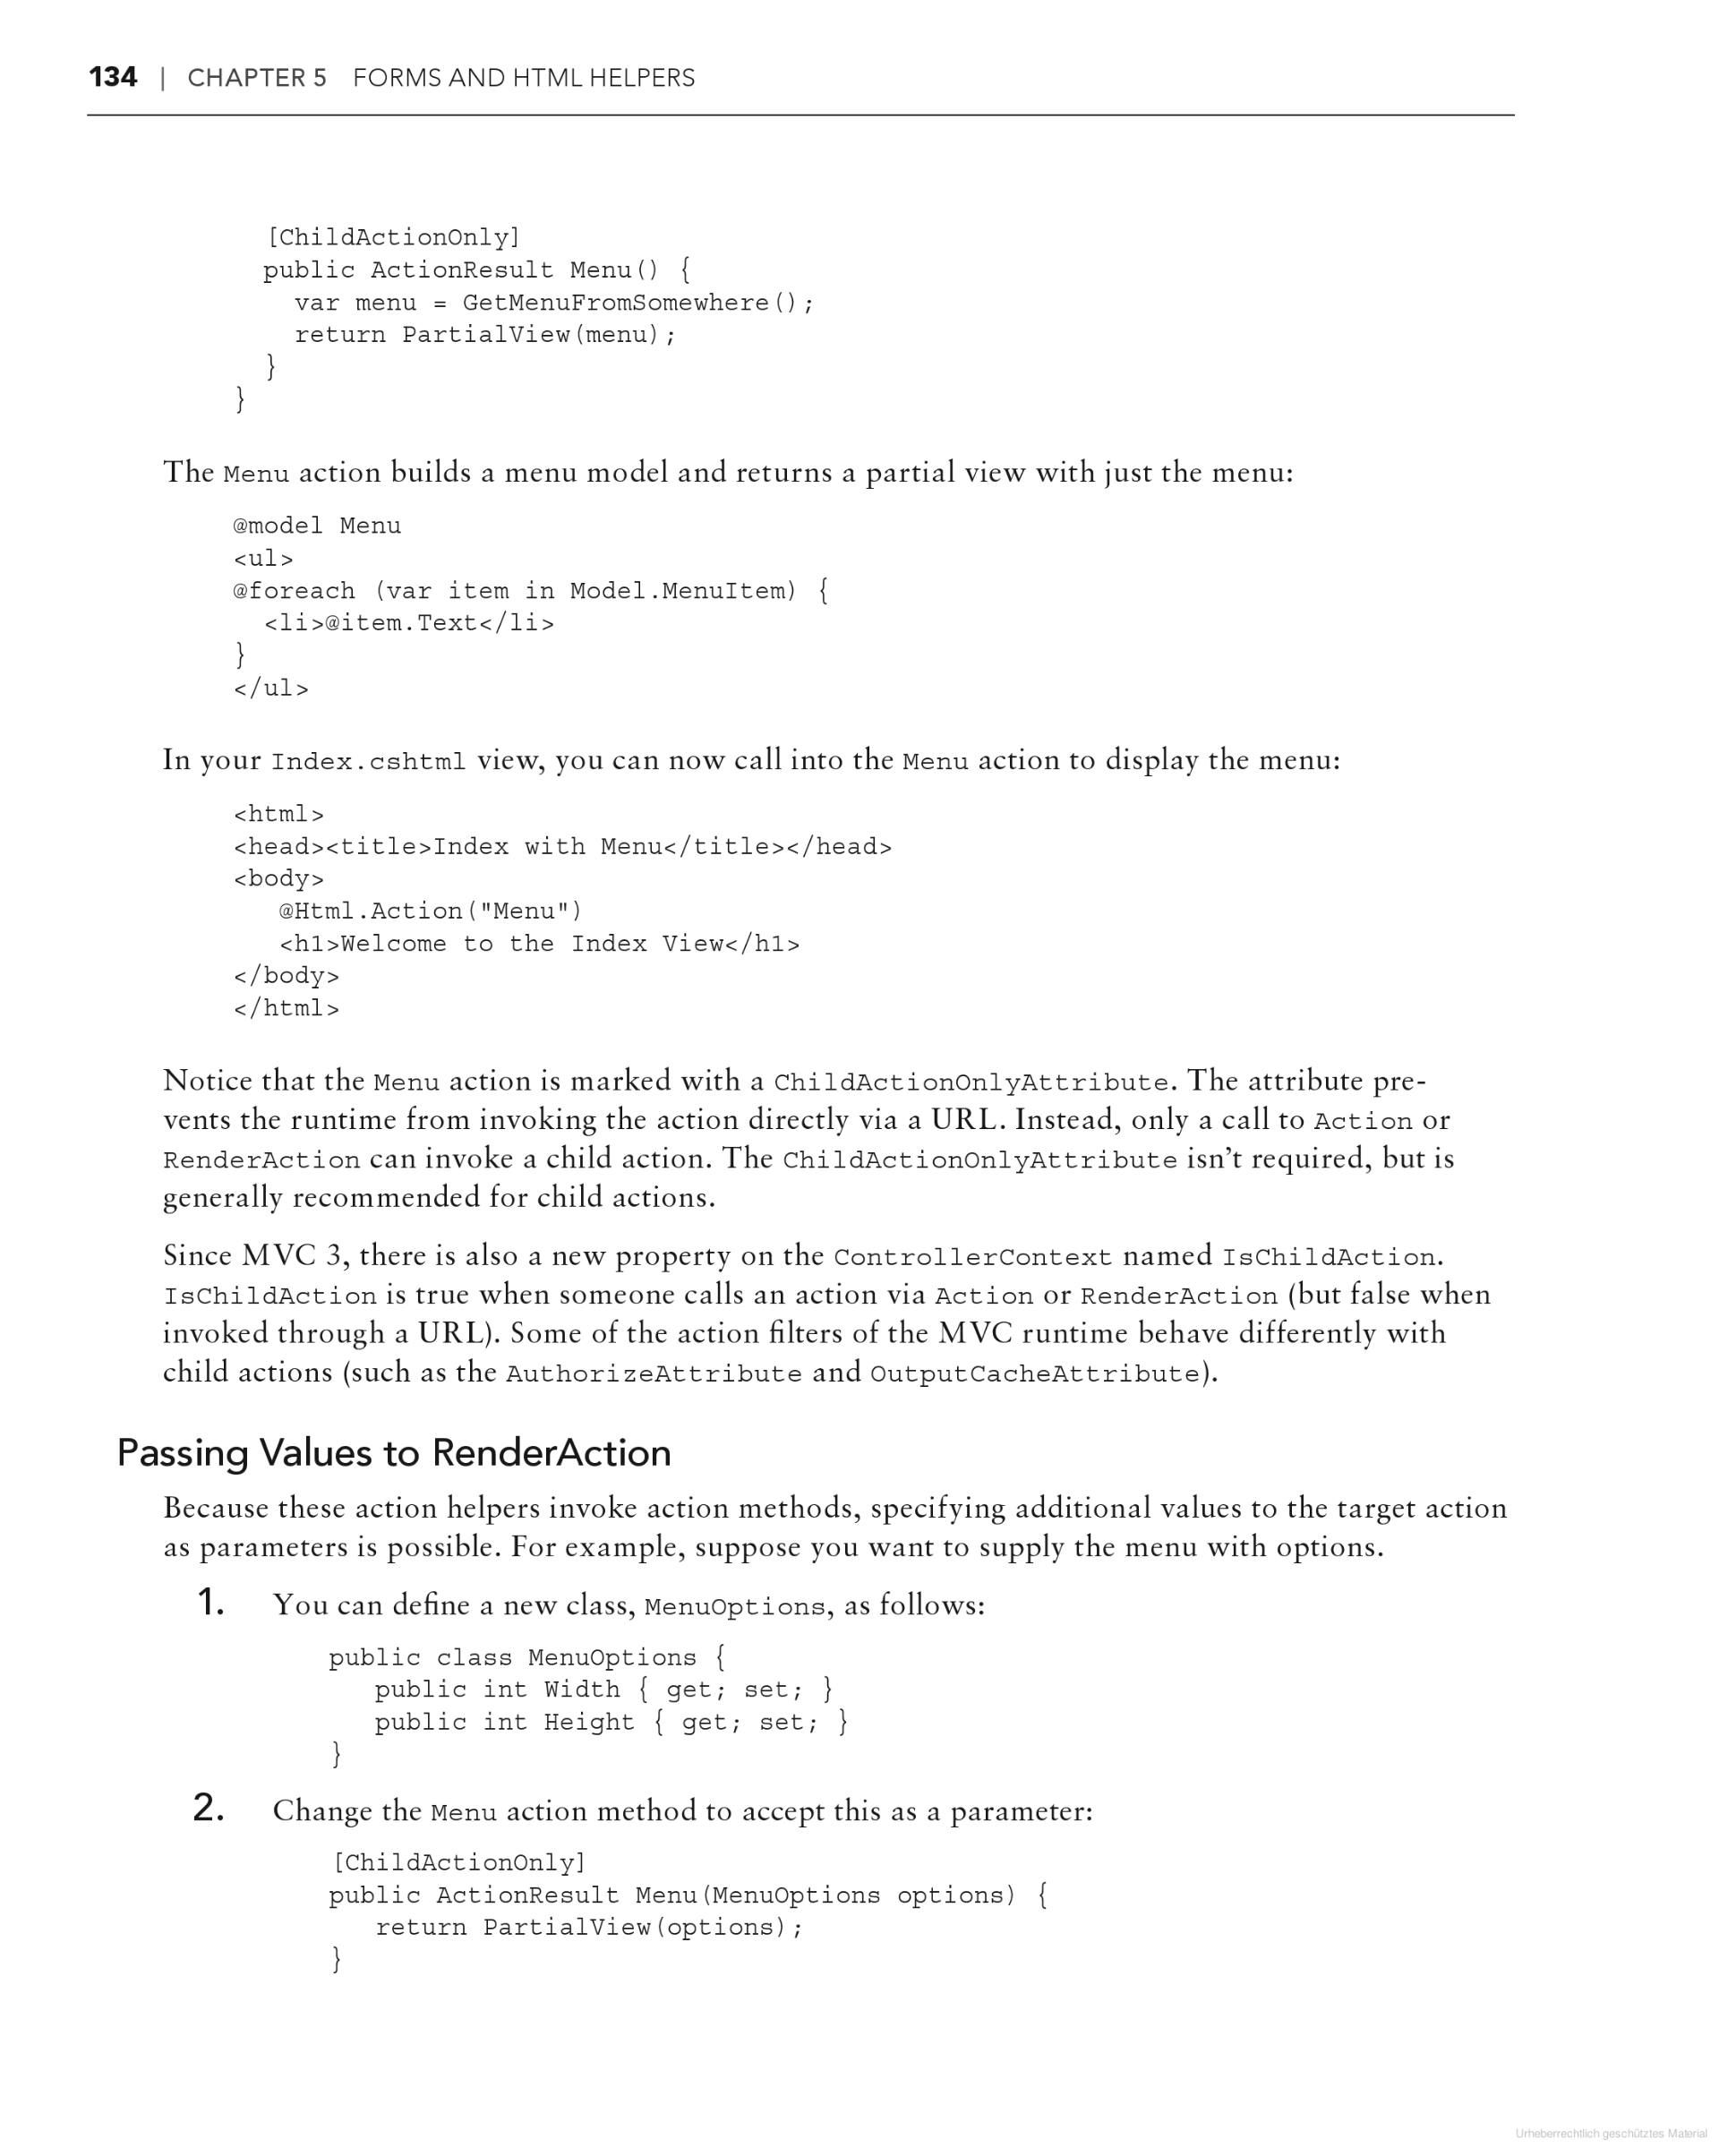 134 | CHAPTER 5 FORMS AND HTML HELPERS
[ChildActionOnly]
public ActionResult Menu() {
var menu = GetMenuFromSomewhere();
return PartialView(menu);
}
}
The Menu action builds a menu model and returns a partial view with just the menu:
@model Menu
<ul>
@foreach (var item in Model.MenuItem) {
<li>@item.Text</li>
}
</ul>
In your Index.cshtml view, you can now call into the Menu action to display the menu:
<html>
<head><title>Index with Menu</title></head>
<body>
@Html.Action("Menu")
<h1>Welcome to the Index View</h1>
</body>
</html>
Notice that the Menu action is marked with a ChildActionOnlyAttribute. The attribute pre-
vents the runtime from invoking the action directly via a URL. Instead, only a call to Action or
RenderAction can invoke a child action. The ChildActionOnlyAttribute isn’t required, but is
generally recommended for child actions.
Since MVC 3, there is also a new property on the ControllerContext named IsChildAction.
IsChildAction is true when someone calls an action via Action or RenderAction (but false when
invoked through a URL). Some of the action filters of the MVC runtime behave differently with
child actions (such as the AuthorizeAttribute and OutputCacheAttribute).
Passing Values to RenderAction
Because these action helpers invoke action methods, specifying additional values to the target action
as parameters is possible. For example, suppose you want to supply the menu with options.
1. You can define a new class, MenuOptions, as follows:
public class MenuOptions {
public int Width { get; set; }
public int Height { get; set; }
}
2. Change the Menu action method to accept this as a parameter:
[ChildActionOnly]
public ActionResult Menu(MenuOptions options) {
return PartialView(options);
}
Urheberrechtlich geschütztes Material